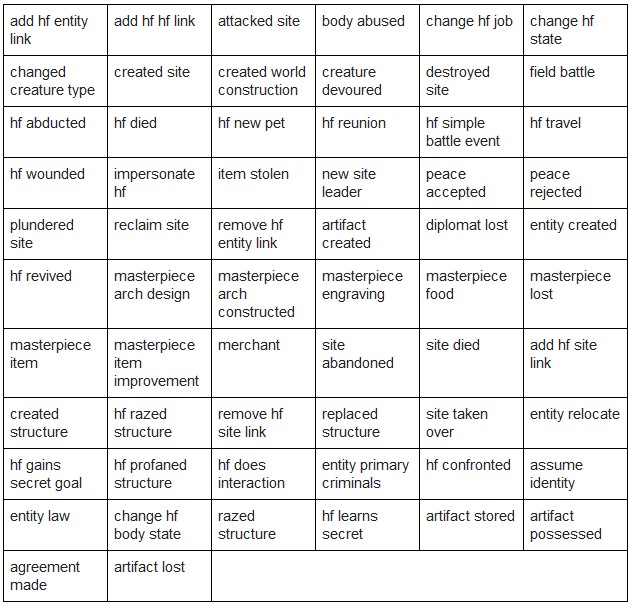 add hf entity link
add hf hf link
attacked site
body abused
change hf job
change hf state
changed creature type
created site
created world construction
creature devoured
destroyed site
field battle
hf abducted
hf died
hf new pet
hf reunion
hf simple battle event
hf travel
hf wounded
impersonate hf
item stolen
new site leader
peace accepted
peace rejected
plundered site
reclaim site
remove hf entity link
artifact created
diplomat lost
entity created
hf revived
masterpiece arch design
masterpiece arch constructed
masterpiece engraving
masterpiece food
masterpiece lost
masterpiece item
masterpiece item improvement
merchant
site abandoned
site died
add hf site link
created structure
hf razed structure
remove hf site link
replaced structure
site taken over
entity relocate
hf gains secret goal
hf profaned structure
hf does interaction
entity primary criminals
hf confronted
assume identity
entity law
change hf body state
razed structure
hf learns secret
artifact stored
artifact possessed
agreement made
artifact lost